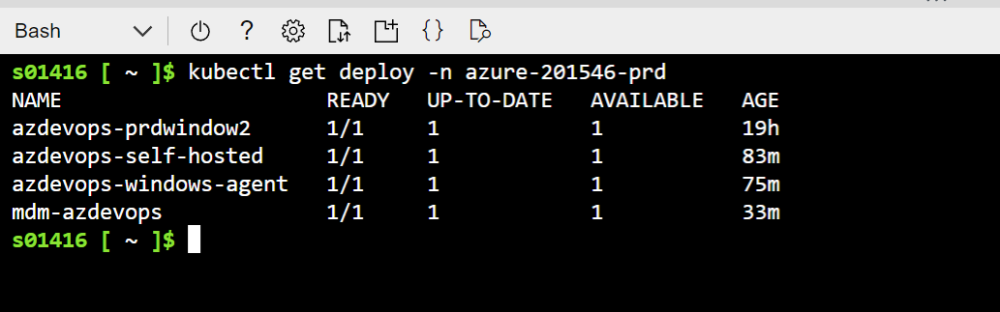 Bash
s01416 [ ~ ]$ kubectl get deploy -n azure-201546-prd
NAME READY UP-TO-DATE AVAILABLE AGE
azdevops-prdwindow2 1/1 1 1 19h
azdevops-self-hosted 1/1 1 1 83m
azdevops-windows-agent 1/1 1 1 75m
mdm-azdevops 1/1 1 1 33m
s01416 [ ~ ]$